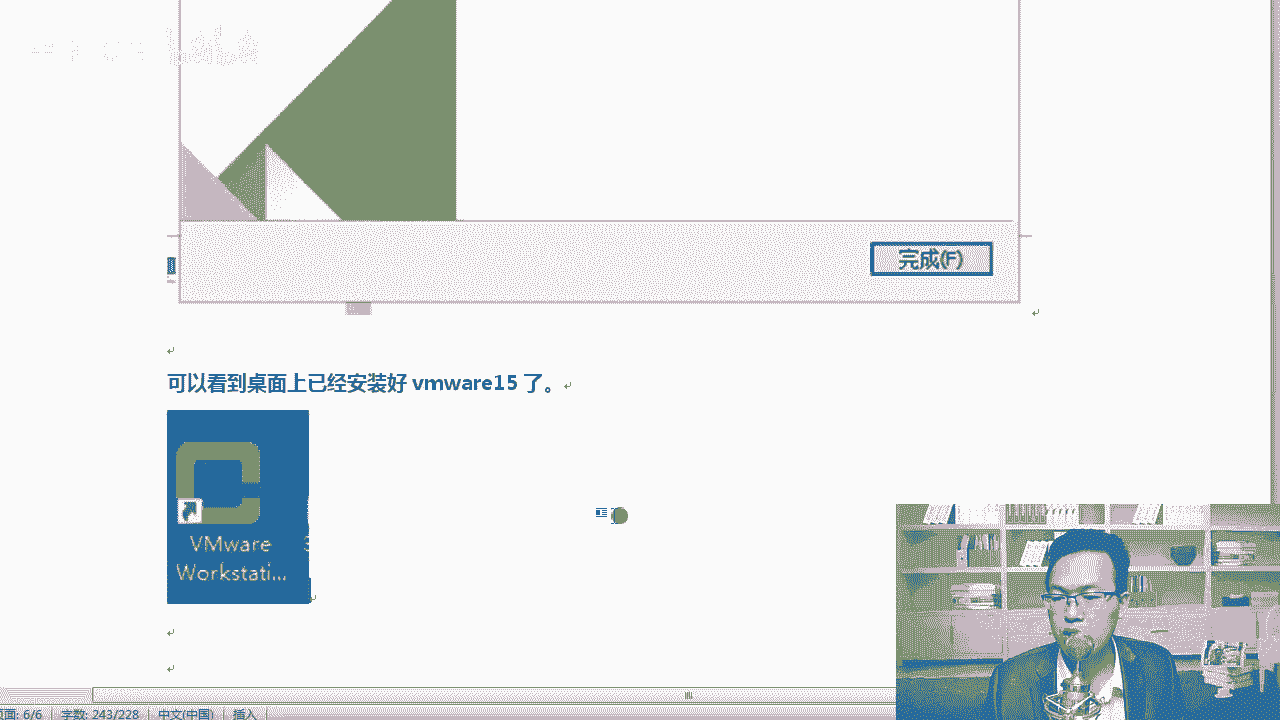 完成(F)
可以看到桌面上已经安装好 vmware15 了。
VMware
Workstati...
页面: 6/6 字数: 243/228 中文(中国) 插入